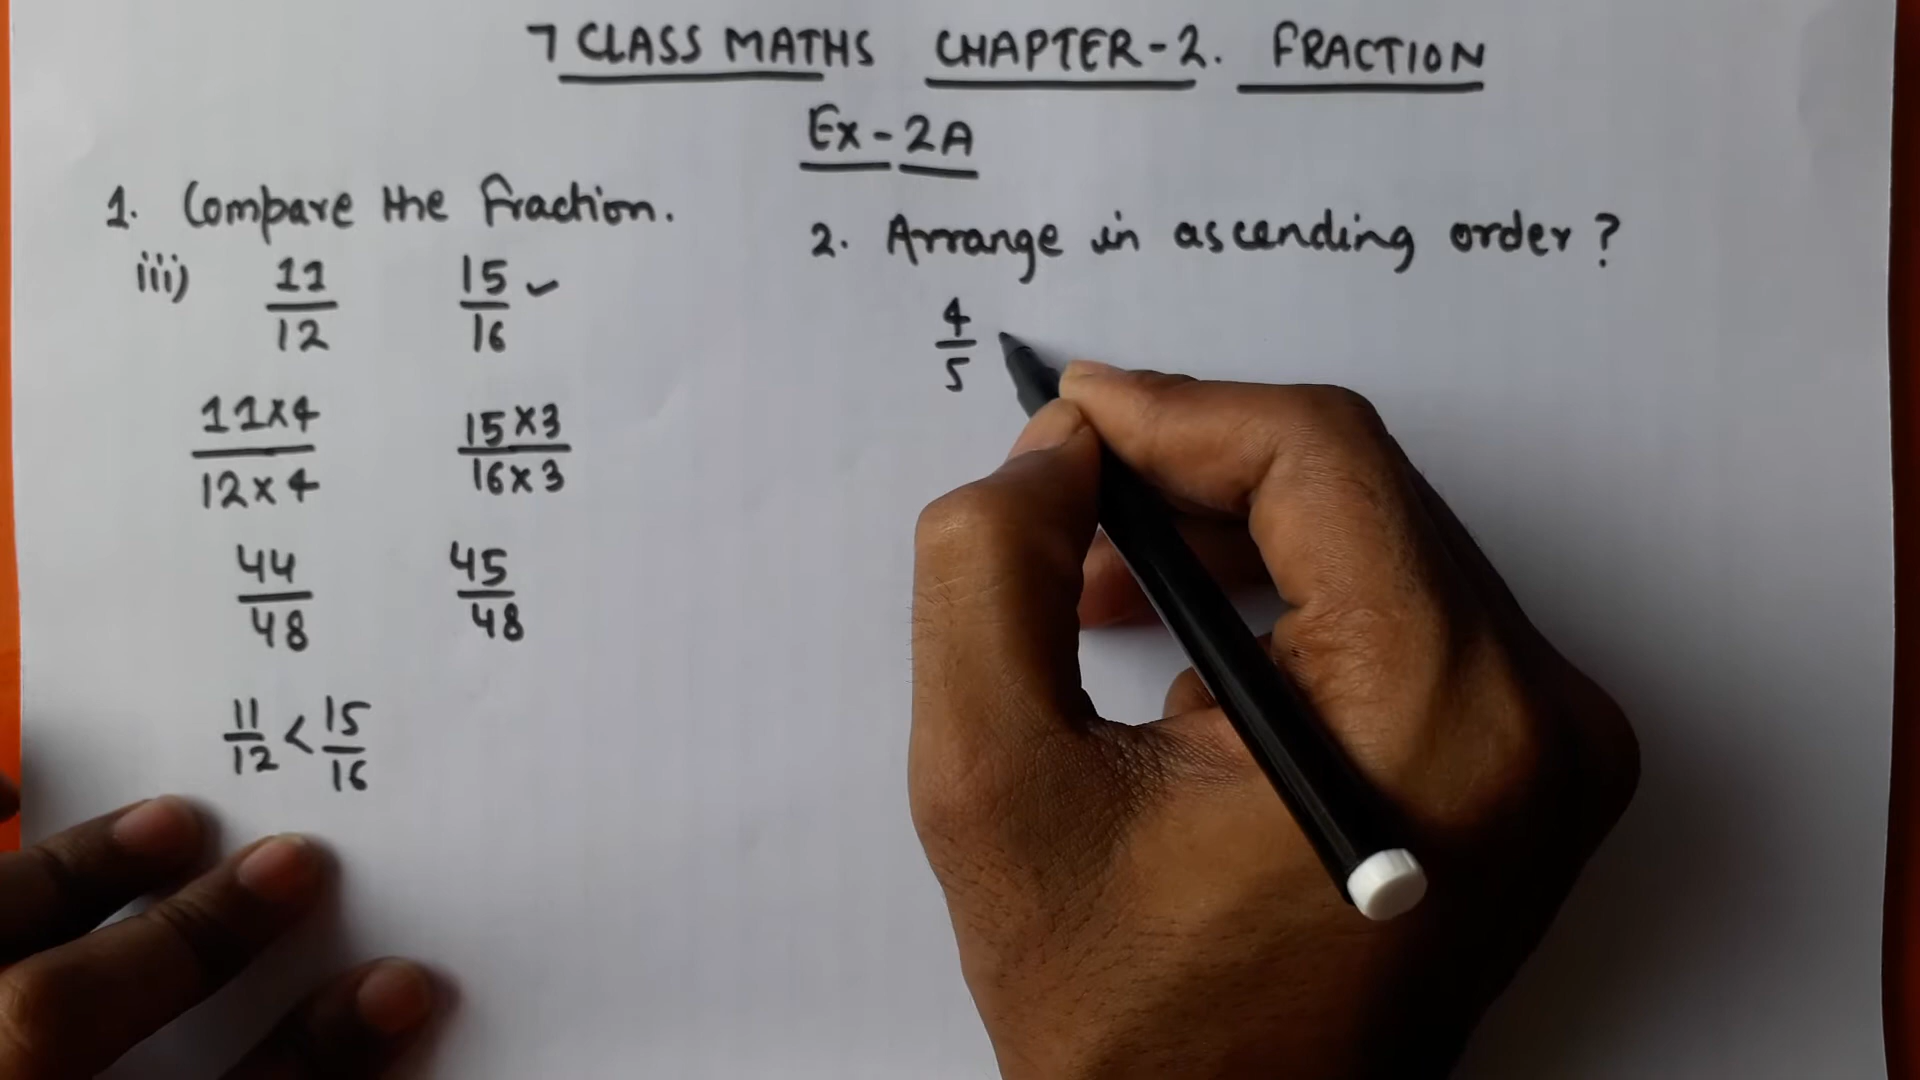 7 CLASS MATHS CHAPTER-2. FRACTION
Ex-2A
1. Compare the fraction.
iii) 11/12 15/16 ✓
11×4/12×4 15×3/16×3
44/48 45/48
11/12 < 15/16
2. Arrange in ascending order?
4/5